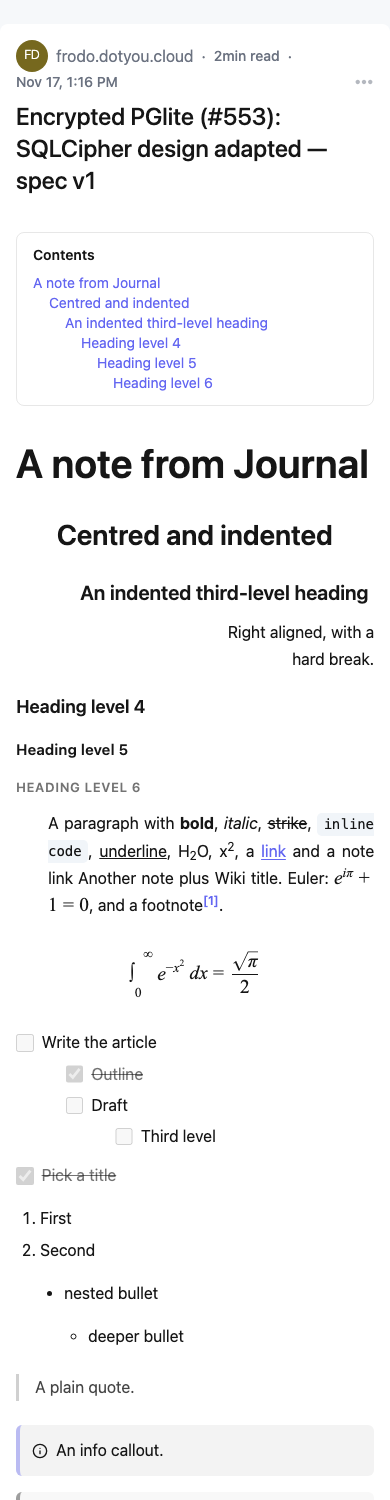 FD
frodo.dotyou.cloud · 2min read ·
Nov 17, 1:16 PM
Encrypted PGlite (#553):
SQLCipher design adapted —
spec v1
Contents
A note from Journal
Centred and indented
An indented third-level heading
Heading level 4
Heading level 5
Heading level 6
A note from Journal
Centred and indented
An indented third-level heading
Right aligned, with a
hard break.
Heading level 4
Heading level 5
HEADING LEVEL 6
A paragraph with bold, italic, strike, inline
code, underline, H₂O, x², a link and a note
link Another note plus Wiki title. Euler: e^{iπ} +
1 = 0, and a footnote[1].
∫₀^∞ e^{−x²} dx = √π / 2
Write the article
Outline
Draft
Third level
Pick a title
1. First
2. Second
• nested bullet
◦ deeper bullet
A plain quote.
An info callout.